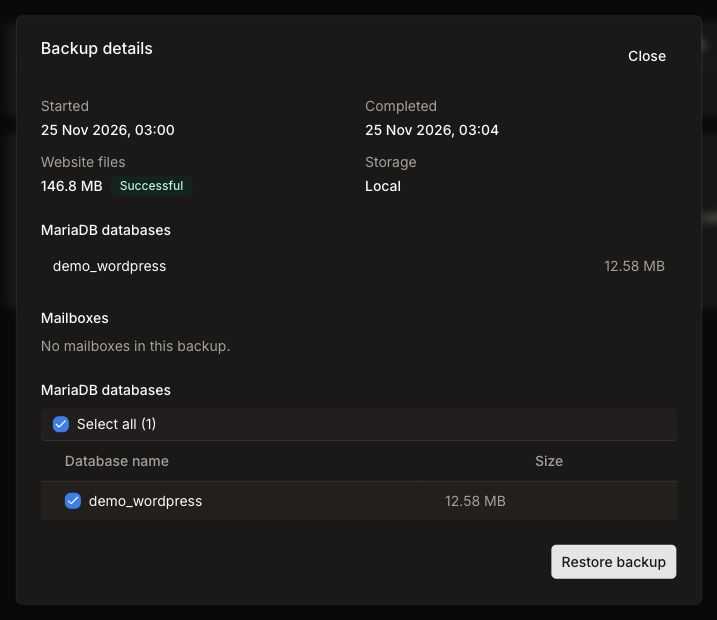 Backup details
Close
Started
Completed
25 Nov 2026, 03:00
25 Nov 2026, 03:04
Website files
Storage
146.8 MB Successful
Local
MariaDB databases
demo_wordpress 12.58 MB
Mailboxes
No mailboxes in this backup.
MariaDB databases
Select all (1)
Database name Size
demo_wordpress 12.58 MB
Restore backup